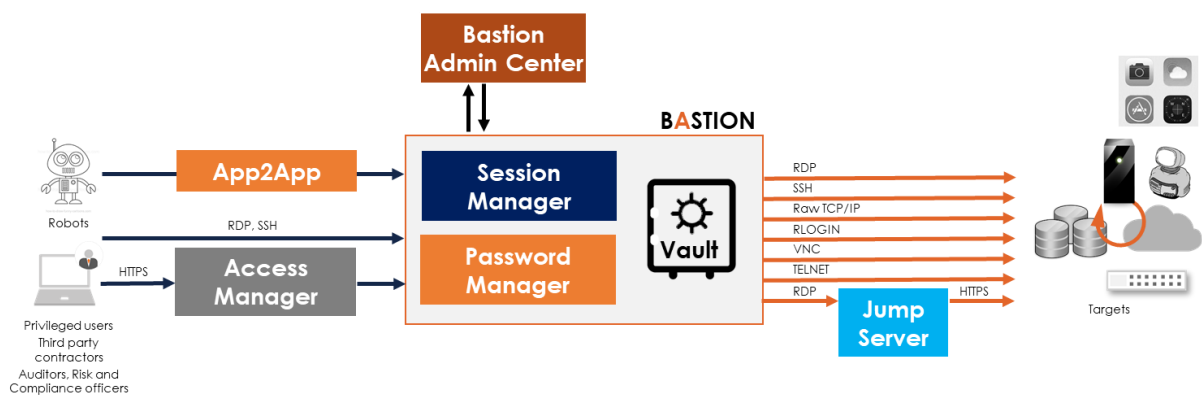 Bastion
Admin Center
BASTION
App2App
Session
Manager
RDP
SSH
Raw TCP/IP
Robots
RDP, SSH
RLOGIN
Vault
VNC
HTTPS
Access
Manager
Password
Manager
TELNET
RDP
HTTPS
Jump
Server
Targets
Privileged users
Third party
contractors
Auditors, Risk and
Compliance officers